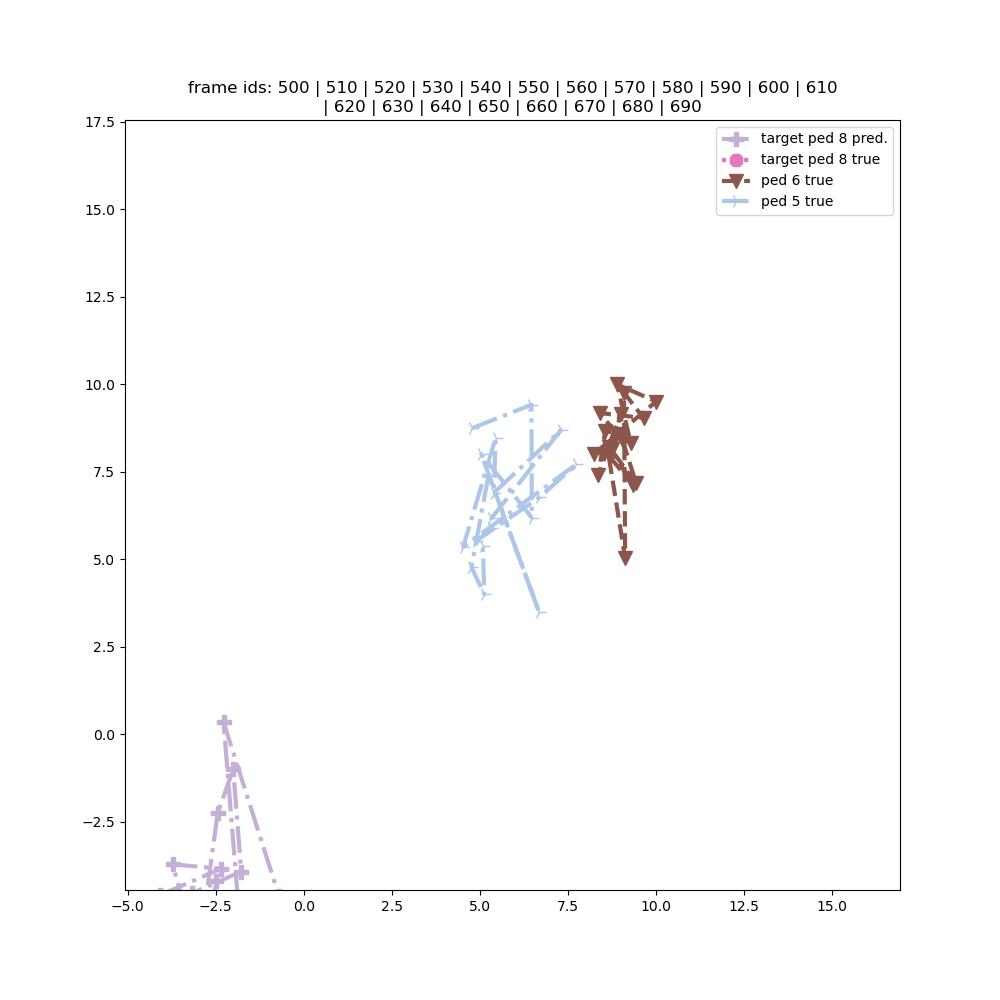 frame ids: 500 | 510 | 520 | 530 | 540 | 550 | 560 | 570 | 580 | 590 | 600 | 610
| 620 | 630 | 640 | 650 | 660 | 670 | 680 | 690
target ped 8 pred.
target ped 8 true
ped 6 true
ped 5 true
17.5
15.0
12.5
10.0
7.5
5.0
2.5
0.0
−2.5
−5.0 −2.5 0.0 2.5 5.0 7.5 10.0 12.5 15.0